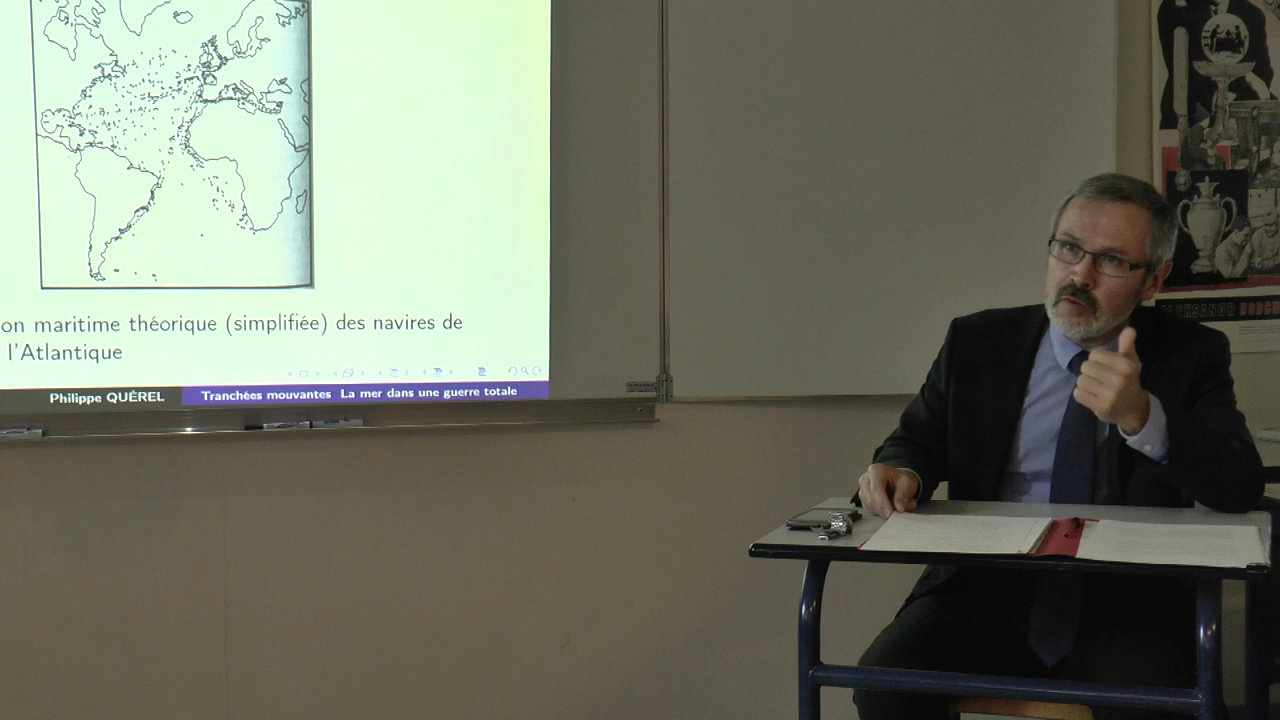 on maritime théorique (simplifiée) des navires de
l'Atlantique
Philippe QUÉREL Tranchées mouvantes La mer dans une guerre totale